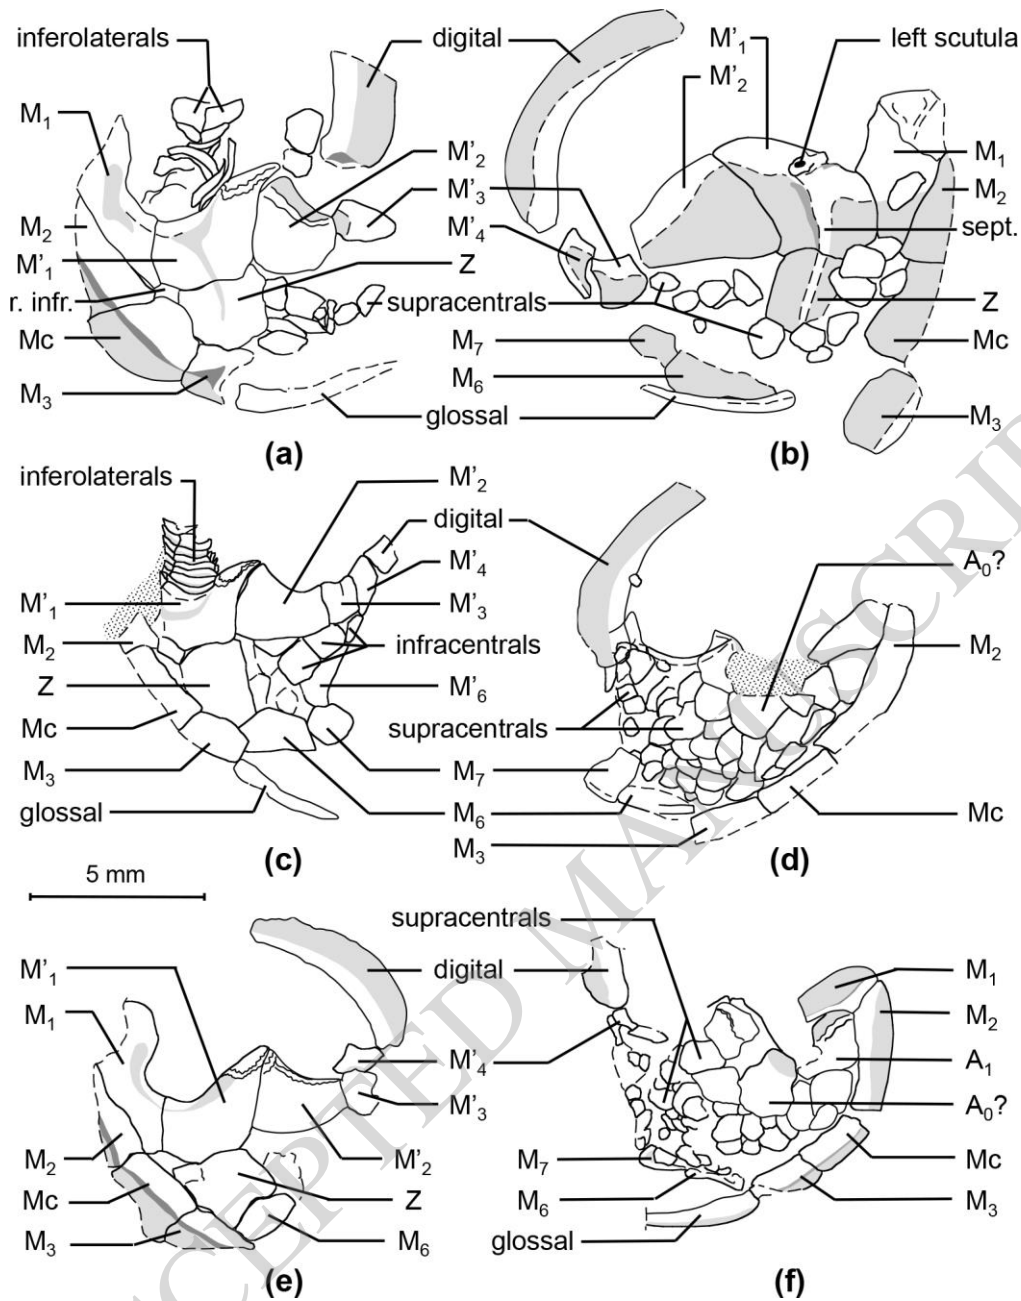 inferolaterals
digital
M'₁
M'₂
left scutula
M₁
M'₂
M'₃
M₁
M₂
M₂
M'₄
sept.
M'₁
Z
r. infr.
supracentrals
Z
Mc
M₇
Mc
M₃
M₆
glossal
M₃
(a)
(b)
inferolaterals
M'₂
digital
M'₄
A₀?
M'₁
M'₃
M₂
infracentrals
M₂
Z
M'₆
Mc
supracentrals
M₃
M₇
glossal
M₆
Mc
M₃
(c)
(d)
5 mm
supracentrals
M'₁
digital
M₁
M₁
M₂
M'₄
A₁
M'₃
A₀?
M₂
M'₂
M₇
Mc
Mc
Z
M₆
M₃
M₃
M₆
glossal
(e)
(f)
ACCEPTED MANUSCRIPT